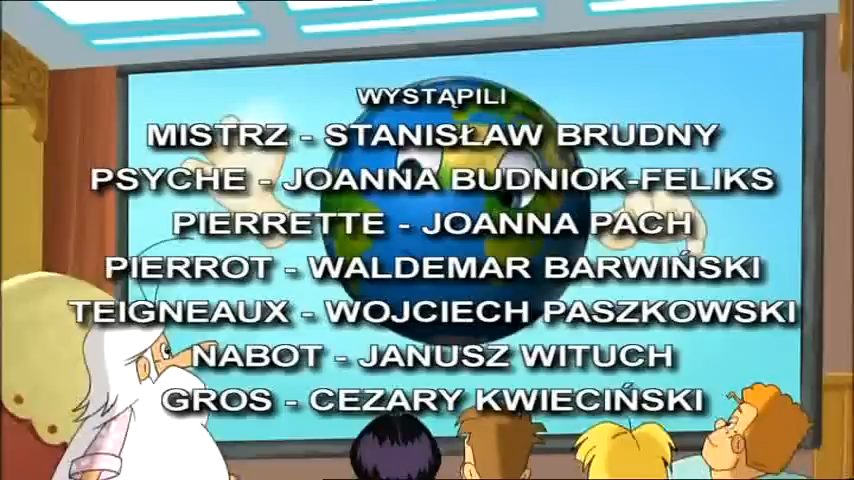 WYSTĄPILI
MISTRZ - STANISŁAW BRUDNY
PSYCHE - JOANNA BUDNIOK-FELIKS
PIERRETTE - JOANNA PACH
PIERROT - WALDEMAR BARWIŃSKI
TEIGNEAUX - WOJCIECH PASZKOWSKI
NABOT - JANUSZ WITUCH
GROS - CEZARY KWIECIŃSKI